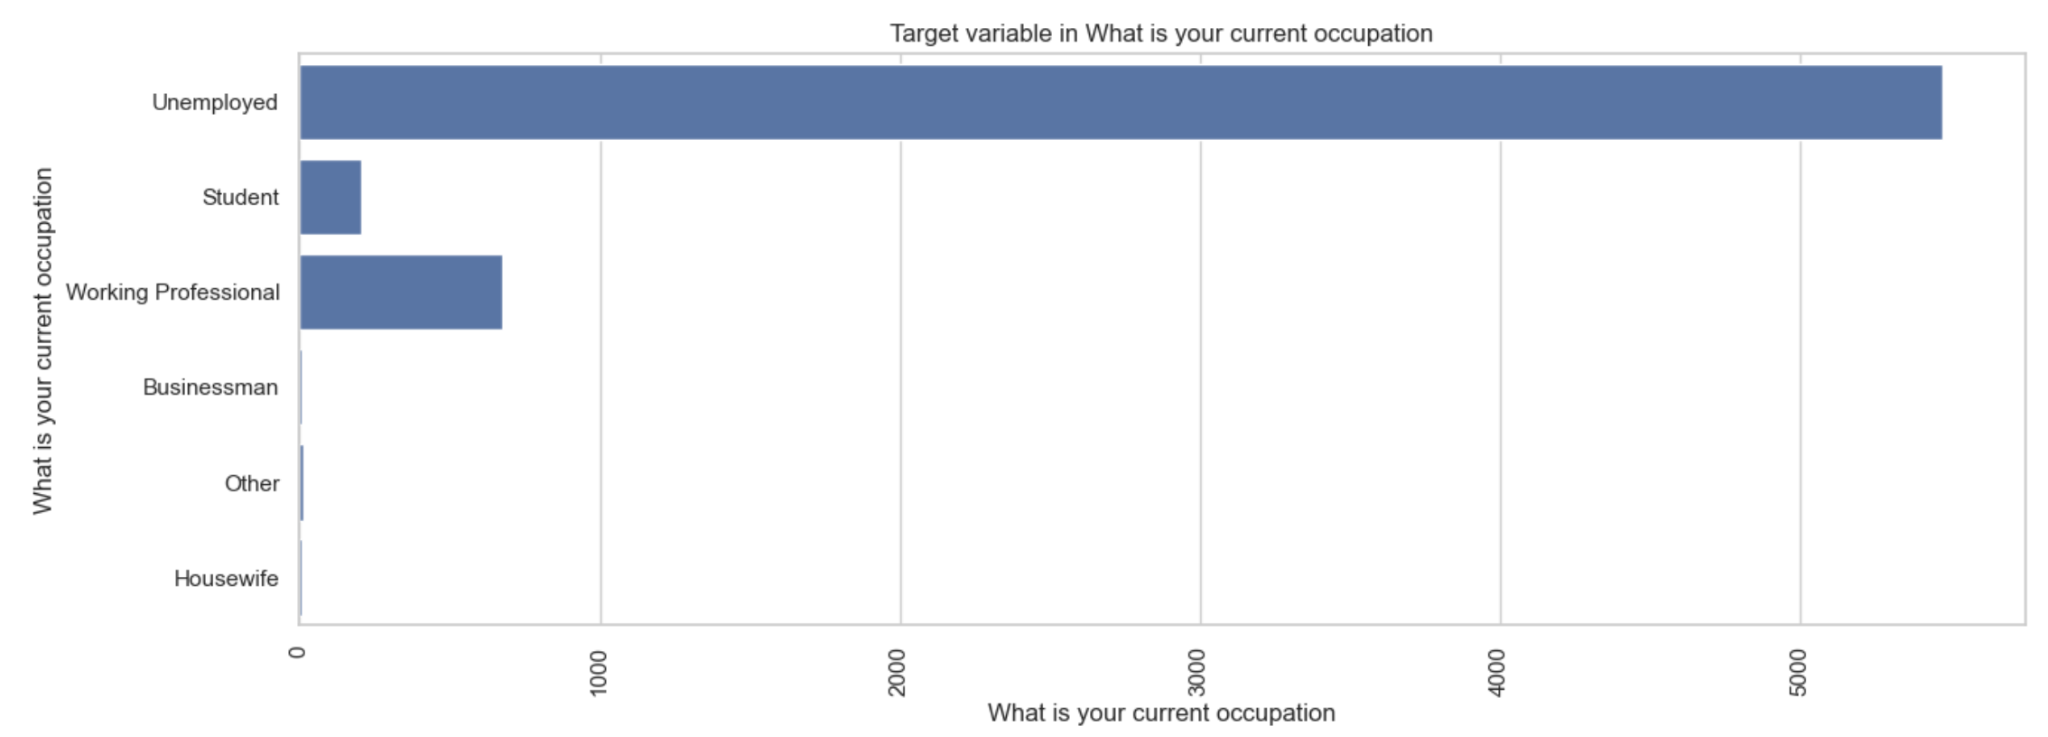 Target variable in What is your current occupation
What is your current occupation
Unemployed
Student
Working Professional
Businessman
Other
Housewife
0
1000
2000
3000
4000
5000
What is your current occupation